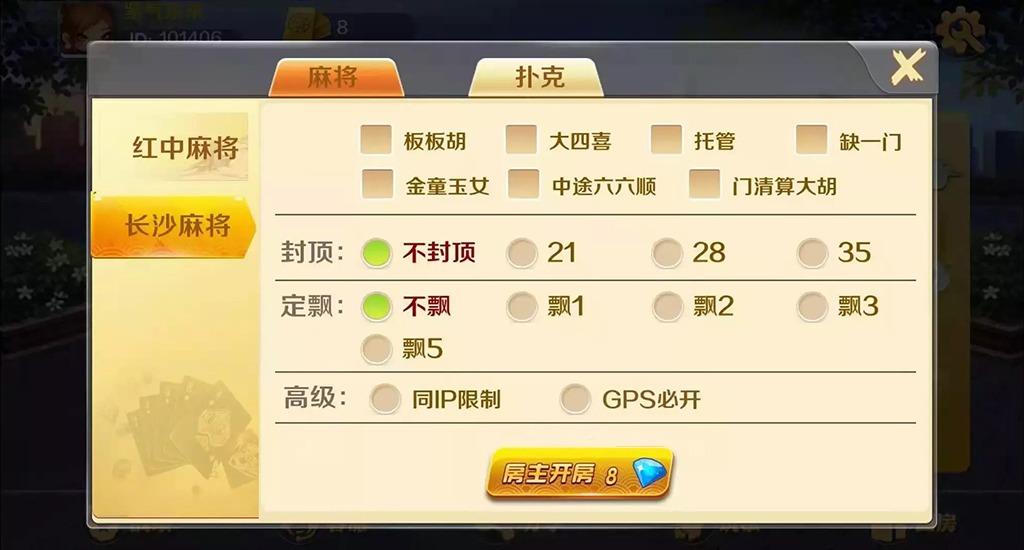 ID: 101406
8
麻将 扑克
红中麻将
长沙麻将
板板胡 大四喜 托管 缺一门
金童玉女 中途六六顺 门清算大胡
封顶: 不封顶 21 28 35
定飘: 不飘 飘1 飘2 飘3
飘5
高级: 同IP限制 GPS必开
房主开房 8